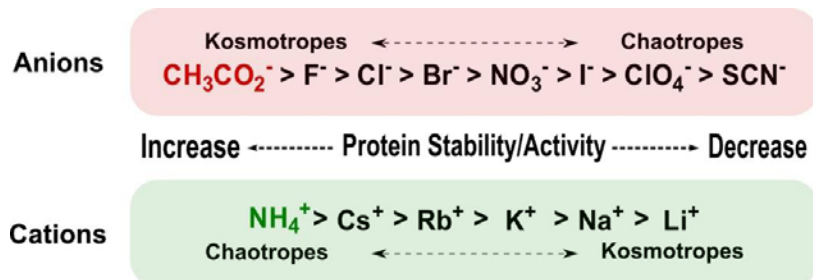 Anions
Kosmotropes Chaotropes
CH₃CO₂⁻ > F⁻ > Cl⁻ > Br⁻ > NO₃⁻ > I⁻ > ClO₄⁻ > SCN⁻
Increase Protein Stability/Activity Decrease
Cations
NH₄⁺ > Cs⁺ > Rb⁺ > K⁺ > Na⁺ > Li⁺
Chaotropes Kosmotropes